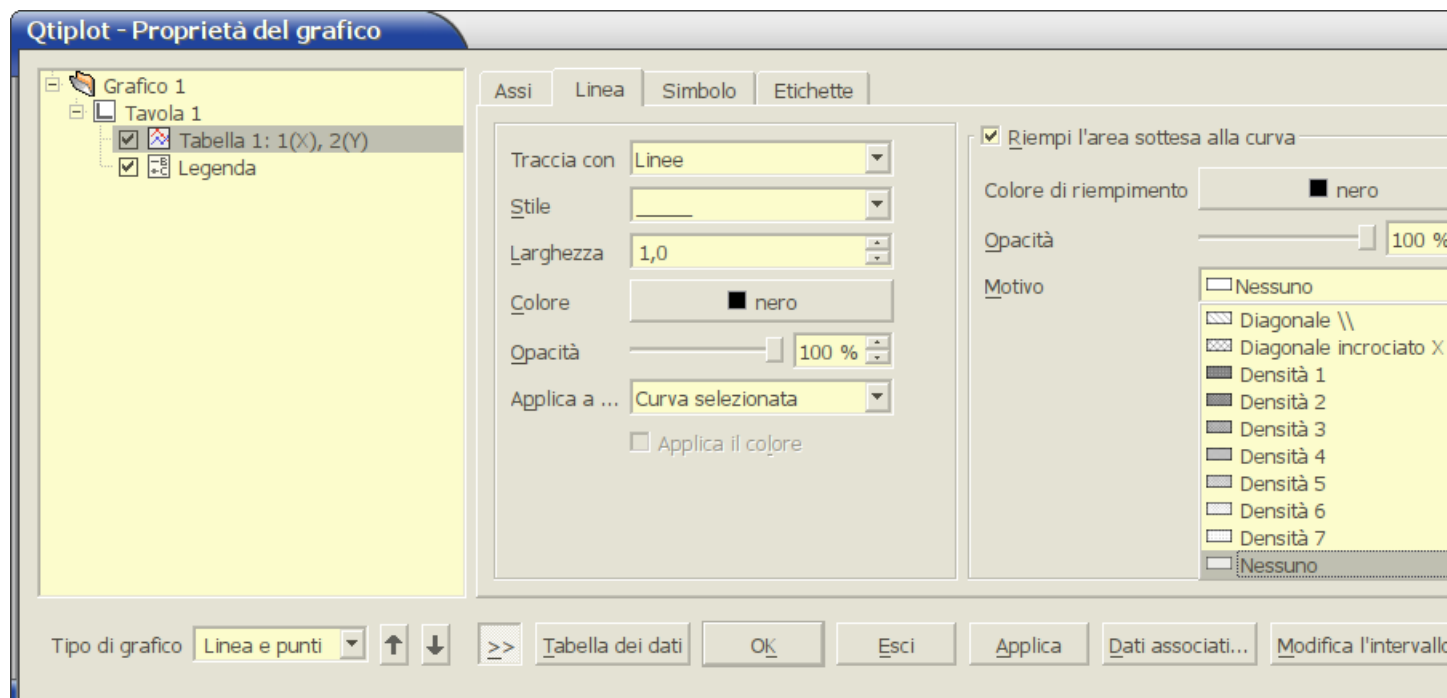 Qtiplot - Proprietà del grafico
Grafico 1
Tavola 1
Tabella 1: 1(X), 2(Y)
Legenda
Assi
Linea
Simbolo
Etichette
Traccia con
Linee
Stile
Larghezza
1,0
Colore
nero
Opacità
100 %
Applica a ...
Curva selezionata
Applica il colore
Riempi l'area sottesa alla curva
Colore di riempimento
nero
Opacità
100 %
Motivo
Nessuno
Diagonale \\
Diagonale incrociato X
Densità 1
Densità 2
Densità 3
Densità 4
Densità 5
Densità 6
Densità 7
Nessuno
Tipo di grafico
Linea e punti
>>
Tabella dei dati
OK
Esci
Applica
Dati associati...
Modifica l'intervallo